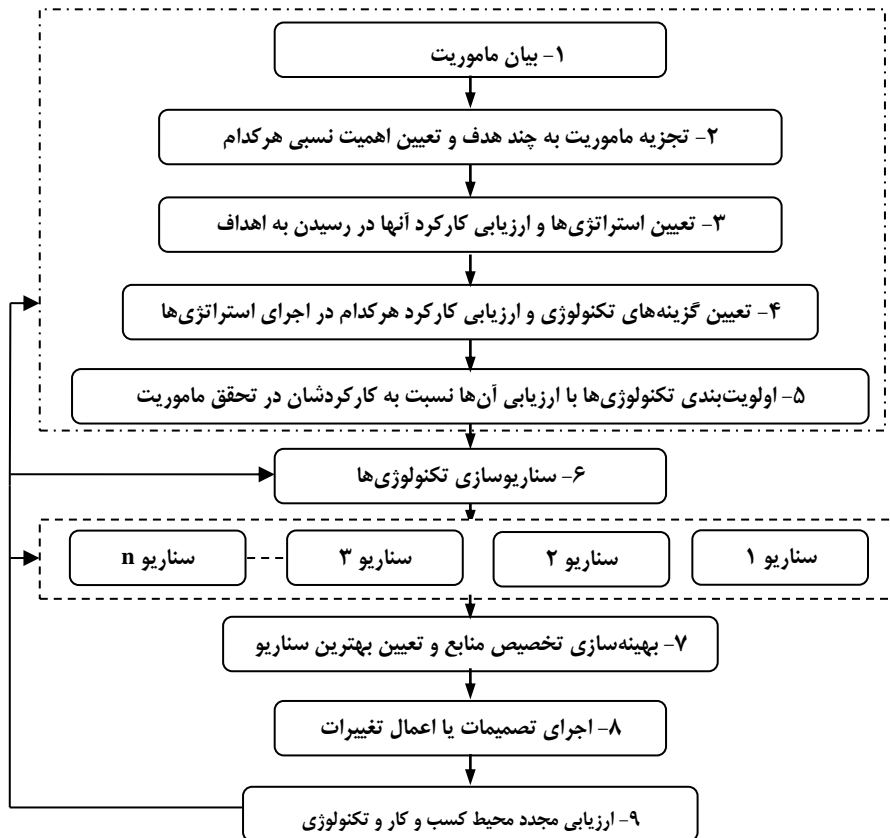 ۱- بیان ماموریت
۲- تجزیه ماموریت به چند هدف و تعیین اهمیت نسبی هرکدام
۳- تعیین استراتژی‌ها و ارزیابی کارکرد آنها در رسیدن به اهداف
۴- تعیین گزینه‌های تکنولوژی و ارزیابی کارکرد هرکدام در اجرای استراتژی‌ها
۵- اولویت‌بندی تکنولوژی‌ها با ارزیابی آن‌ها نسبت به کارکردشان در تحقق ماموریت
۶- سناریوسازی تکنولوژی‌ها
سناریو ۱
سناریو ۲
سناریو ۳
سناریو n
۷- بهینه‌سازی تخصیص منابع و تعیین بهترین سناریو
۸- اجرای تصمیمات یا اعمال تغییرات
۹- ارزیابی مجدد محیط کسب و کار و تکنولوژی